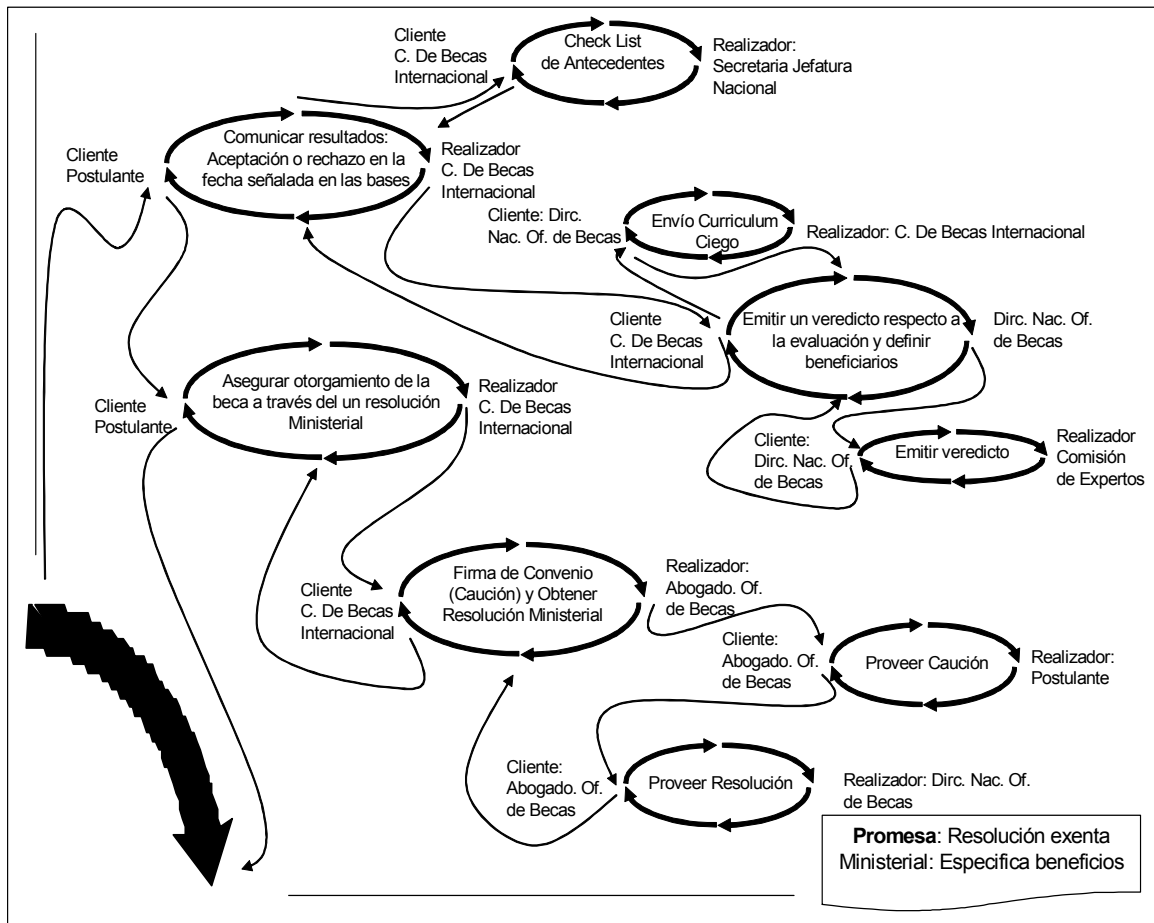 Cliente
C. De Becas
Internacional
Check List
de Antecedentes
Realizador:
Secretaria Jefatura
Nacional
Cliente
Postulante
Comunicar resultados:
Aceptación o rechazo en la
fecha señalada en las bases
Realizador
C. De Becas
Internacional
Cliente: Dirc.
Nac. Of. de Becas
Envío Curriculum
Ciego
Realizador: C. De Becas Internacional
Cliente
C. De Becas
Internacional
Emitir un veredicto respecto a
la evaluación y definir
beneficiarios
Dirc. Nac. Of.
de Becas
Cliente
Postulante
Asegurar otorgamiento de la
beca a través del un resolución
Ministerial
Realizador
C. De Becas
Internacional
Cliente:
Dirc. Nac. Of.
de Becas
Emitir veredicto
Realizador
Comisión
de Expertos
Cliente
C. De Becas
Internacional
Firma de Convenio
(Caución) y Obtener
Resolución Ministerial
Realizador:
Abogado. Of.
de Becas
Cliente:
Abogado. Of.
de Becas
Proveer Caución
Realizador:
Postulante
Cliente:
Abogado. Of.
de Becas
Proveer Resolución
Realizador: Dirc. Nac. Of.
de Becas
Promesa: Resolución exenta
Ministerial: Especifica beneficios